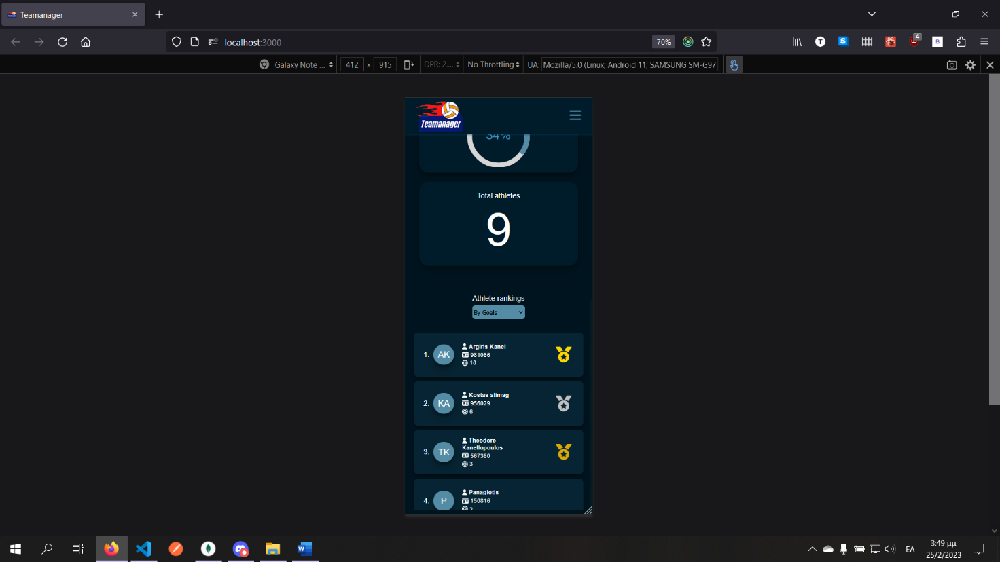 Teamanager
localhost:3000
70%
T
S
4
B
Galaxy Note ...
412 × 915
DPR: 2....
No Throttling
UA: Mozilla/5.0 (Linux; Android 11; SAMSUNG SM-G97
Teamanager
34%
Total athletes
9
Athlete rankings
By Goals
1.
AK
Argiris Kanel
981066
10
2.
KA
Kostas alimag
956029
6
3.
TK
Theodore
Kanellopoulos
567360
3
4.
P
Panagiotis
150816
2
ΕΛ
3:49 μμ
25/2/2023